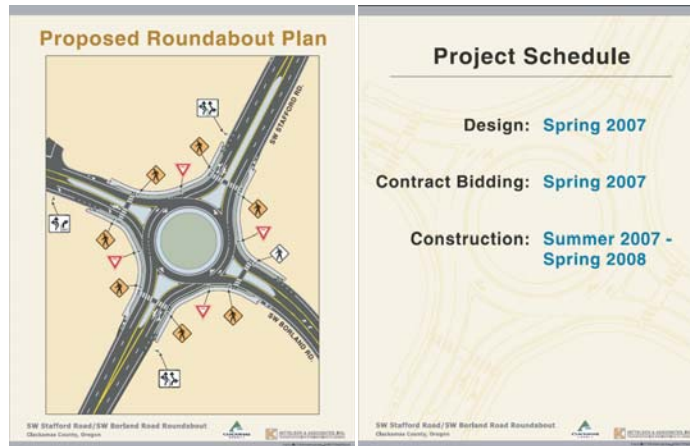 Proposed Roundabout Plan
SW STAFFORD RD.
SW BORLAND RD.
SW Stafford Road/SW Borland Road Roundabout
Clackamas County, Oregon
Project Schedule
Design: Spring 2007
Contract Bidding: Spring 2007
Construction: Summer 2007 -
Spring 2008
SW Stafford Road/SW Borland Road Roundabout
Clackamas County, Oregon